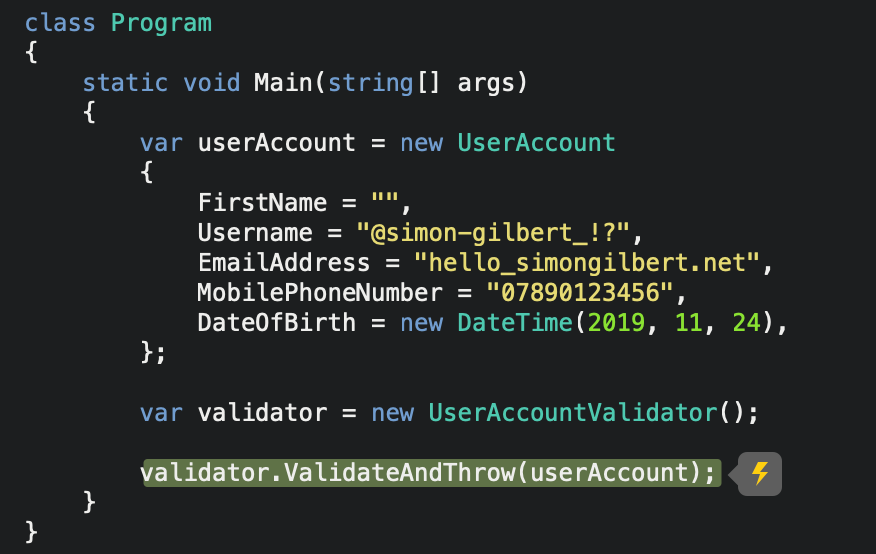 class Program
{
    static void Main(string[] args)
    {
        var userAccount = new UserAccount
        {
            FirstName = "",
            Username = "@simon-gilbert_!?",
            EmailAddress = "hello_simongilbert.net",
            MobilePhoneNumber = "07890123456",
            DateOfBirth = new DateTime(2019, 11, 24),
        };

        var validator = new UserAccountValidator();

        validator.ValidateAndThrow(userAccount);
    }
}